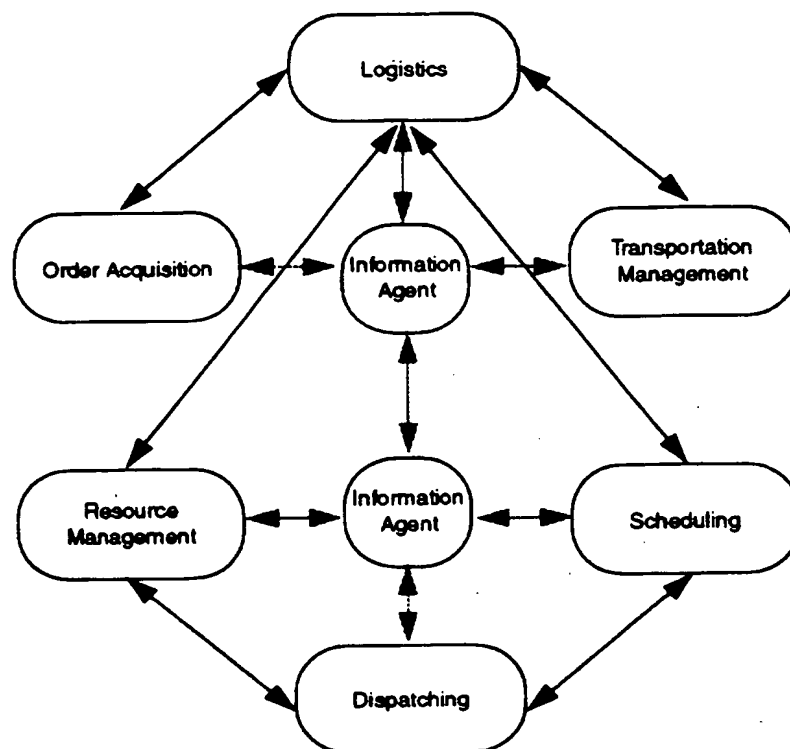 Logistics
Order Acquisition
Information
Agent
Transportation
Management
Resource
Management
Information
Agent
Scheduling
Dispatching